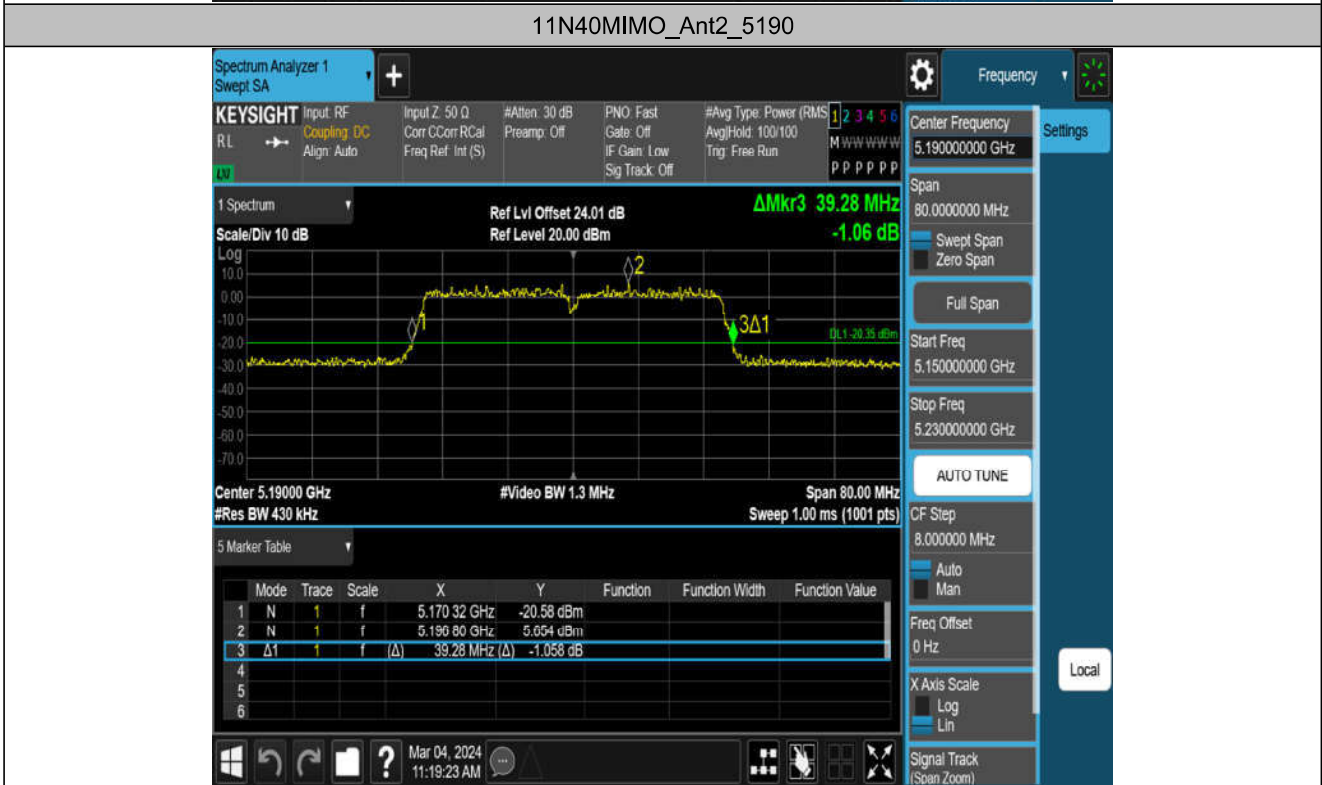 11N40MIMO_Ant2_5190
Spectrum Analyzer 1
Swept SA
Frequency
KEYSIGHT
RL
LXI
Input: RF
Coupling: DC
Align: Auto
Input Z: 50 Ω
Corr CCorr RCal
Freq Ref: Int (S)
#Atten: 30 dB
Preamp: Off
PNO: Fast
Gate: Off
IF Gain: Low
Sig Track: Off
#Avg Type: Power (RMS
Avg|Hold: 100/100
Trig: Free Run
1 2 3 4 5 6
M W W W W W
P P P P P P
1 Spectrum
Scale/Div 10 dB
Ref Lvl Offset 24.01 dB
Ref Level 20.00 dBm
ΔMkr3 39.28 MHz
-1.06 dB
Log
10.0
0.00
-10.0
-20.0
-30.0
-40.0
-50.0
-60.0
-70.0
1
2
3Δ1
DL1 -20.35 dBm
Center 5.19000 GHz
#Video BW 1.3 MHz
Span 80.00 MHz
#Res BW 430 kHz
Sweep 1.00 ms (1001 pts)
5 Marker Table
Mode Trace Scale X Y Function Function Width Function Value
1 N 1 f 5.170 32 GHz -20.58 dBm
2 N 1 f 5.196 80 GHz 5.654 dBm
3 Δ1 1 f (Δ) 39.28 MHz (Δ) -1.058 dB
4
5
6
?
Mar 04, 2024
11:19:23 AM
Center Frequency
5.190000000 GHz
Settings
Span
80.0000000 MHz
Swept Span
Zero Span
Full Span
Start Freq
5.150000000 GHz
Stop Freq
5.230000000 GHz
AUTO TUNE
CF Step
8.000000 MHz
Auto
Man
Freq Offset
0 Hz
Local
X Axis Scale
Log
Lin
Signal Track
(Span Zoom)